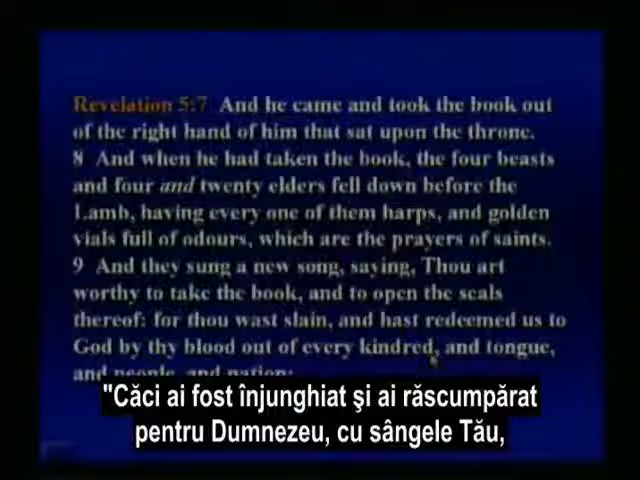 Revelation 5:7 And he came and took the book out
of the right hand of him that sat upon the throne.
8 And when he had taken the book, the four beasts
and four and twenty elders fell down before the
Lamb, having every one of them harps, and golden
vials full of odours, which are the prayers of saints.
9 And they sung a new song, saying, Thou art
worthy to take the book, and to open the seals
thereof: for thou wast slain, and hast redeemed us to
God by thy blood out of every kindred, and tongue,
and people, and nation;
"Căci ai fost înjunghiat şi ai răscumpărat
pentru Dumnezeu, cu sângele Tău,